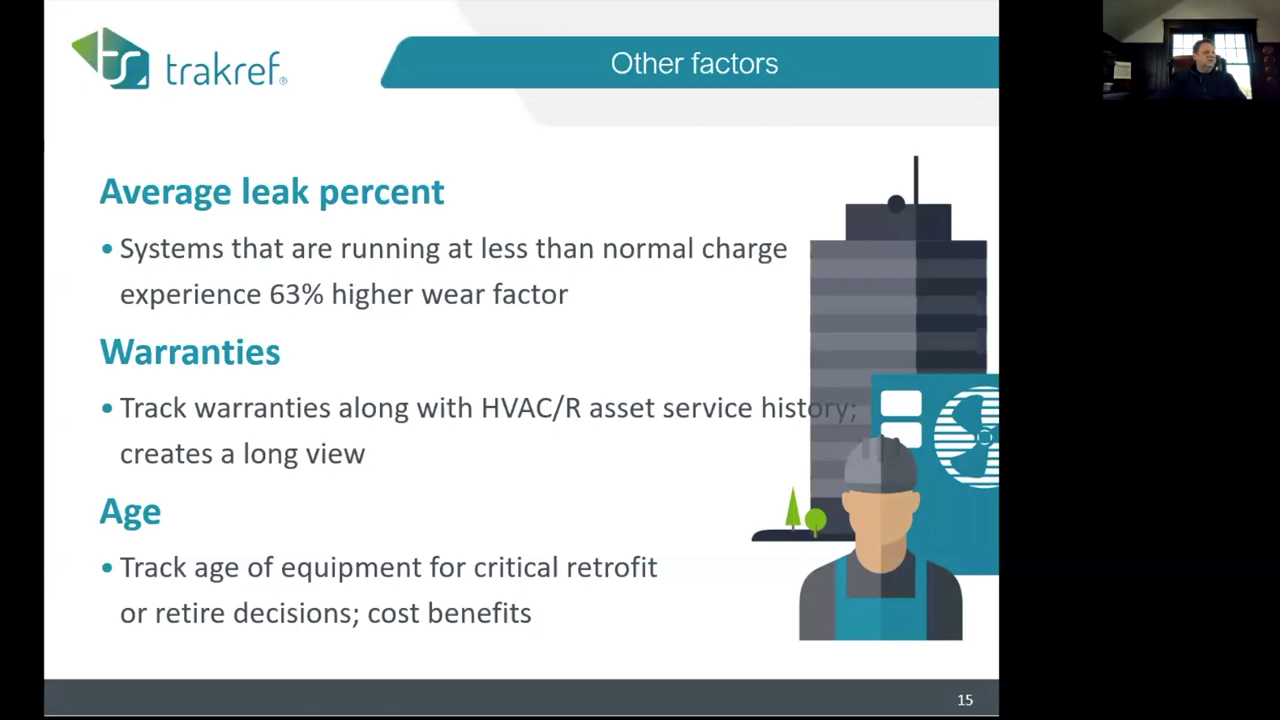 trakref®
Other factors
Average leak percent
• Systems that are running at less than normal charge
experience 63% higher wear factor
Warranties
• Track warranties along with HVAC/R asset service history;
creates a long view
Age
• Track age of equipment for critical retrofit
or retire decisions; cost benefits
15